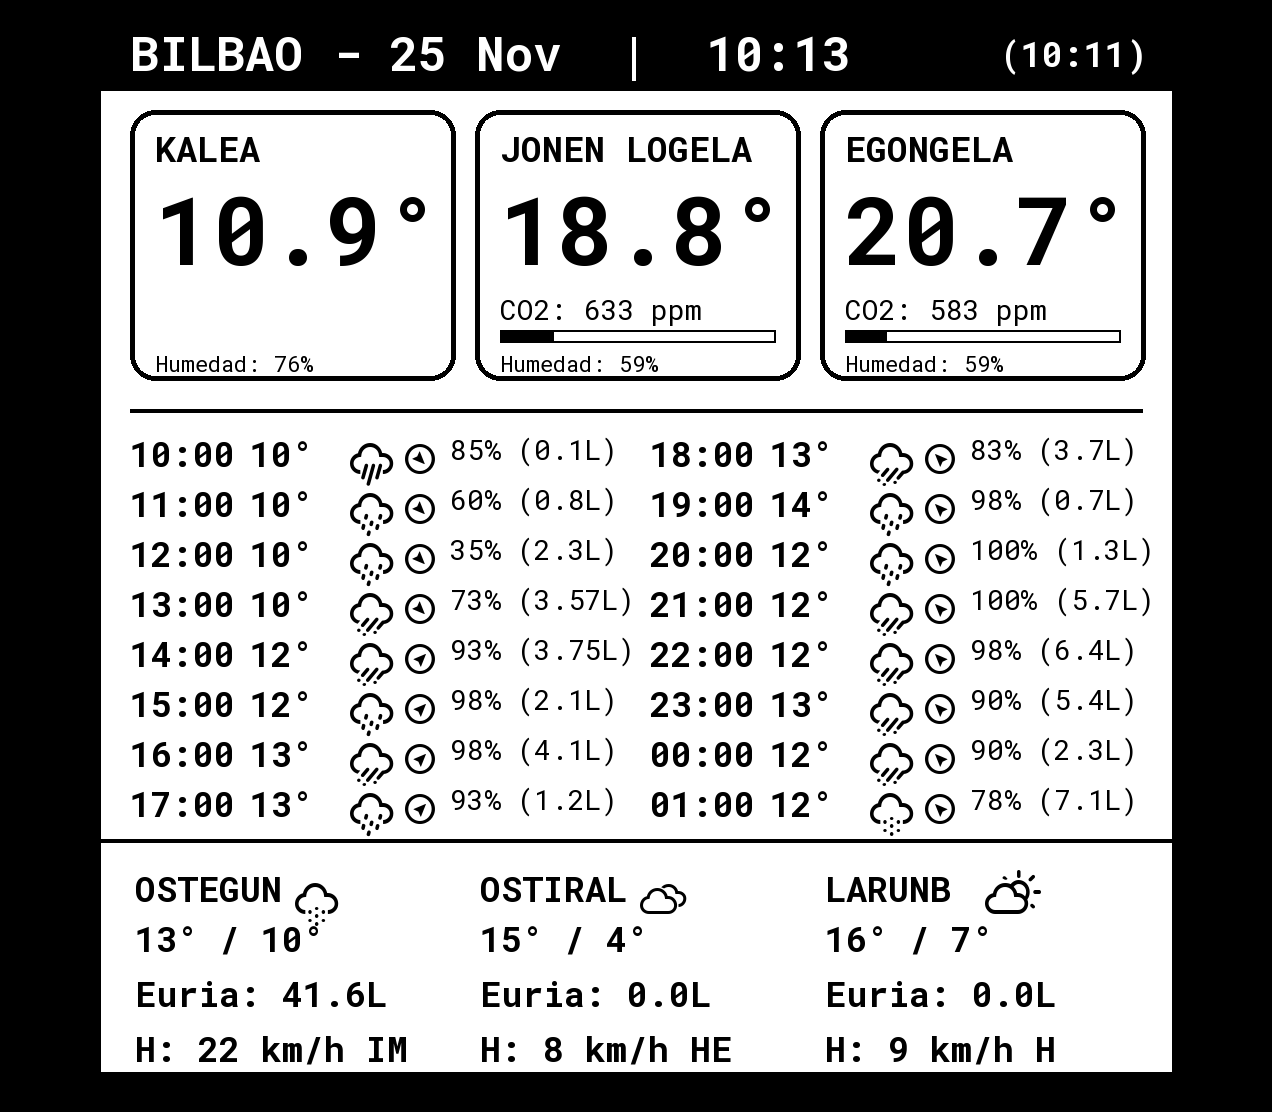 BILBAO - 25 Nov | 10:13 (10:11)
KALEA
10.9°
Humedad: 76%
JONEN LOGELA
18.8°
CO2: 633 ppm
Humedad: 59%
EGONGELA
20.7°
CO2: 583 ppm
Humedad: 59%
10:00 10° 85% (0.1L)
11:00 10° 60% (0.8L)
12:00 10° 35% (2.3L)
13:00 10° 73% (3.57L)
14:00 12° 93% (3.75L)
15:00 12° 98% (2.1L)
16:00 13° 98% (4.1L)
17:00 13° 93% (1.2L)
18:00 13° 83% (3.7L)
19:00 14° 98% (0.7L)
20:00 12° 100% (1.3L)
21:00 12° 100% (5.7L)
22:00 12° 98% (6.4L)
23:00 13° 90% (5.4L)
00:00 12° 90% (2.3L)
01:00 12° 78% (7.1L)
OSTEGUN
13° / 10°
Euria: 41.6L
H: 22 km/h IM
OSTIRAL
15° / 4°
Euria: 0.0L
H: 8 km/h HE
LARUNB
16° / 7°
Euria: 0.0L
H: 9 km/h H